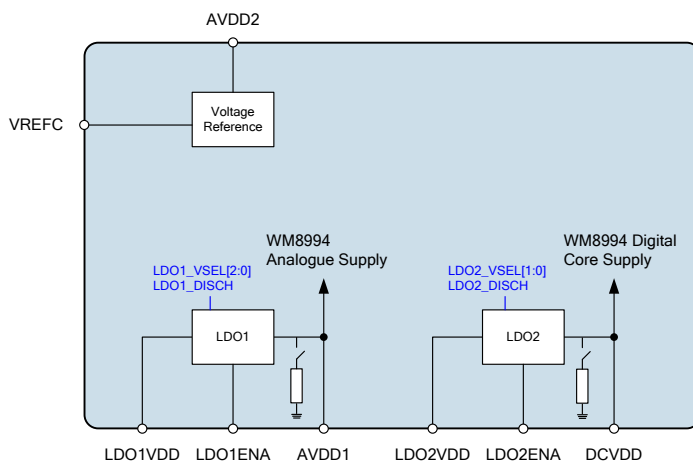 AVDD2
VREFC
Voltage
Reference
WM8994
Analogue Supply
WM8994 Digital
Core Supply
LDO1_VSEL[2:0]
LDO1_DISCH
LDO2_VSEL[1:0]
LDO2_DISCH
LDO1
LDO2
LDO1VDD LDO1ENA AVDD1 LDO2VDD LDO2ENA DCVDD